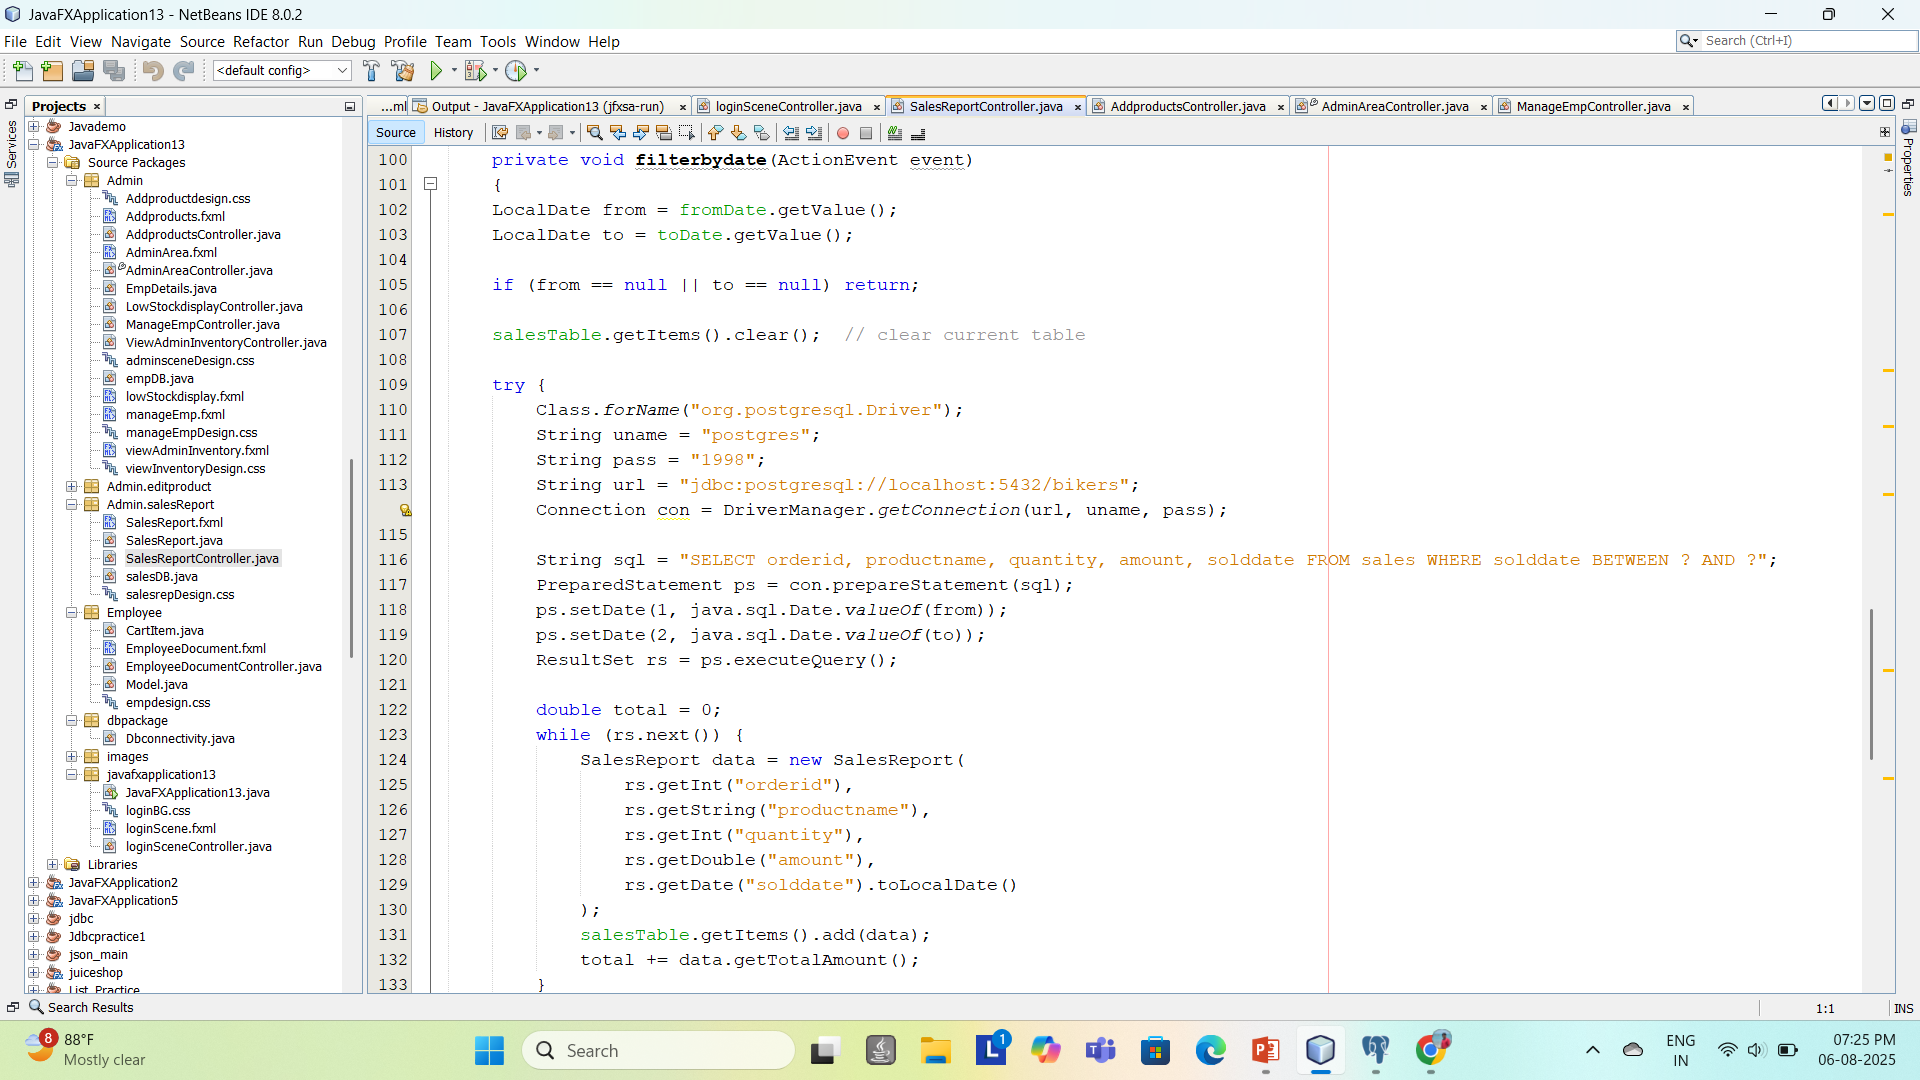 JavaFXApplication13 - NetBeans IDE 8.0.2
File Edit View Navigate Source Refactor Run Debug Profile Team Tools Window Help
Search (Ctrl+I)
<default config>
Projects
...ml
Output - JavaFXApplication13 (jfxsa-run)
loginSceneController.java
SalesReportController.java
AddproductsController.java
AdminAreaController.java
ManageEmpController.java
Services
Properties
Source History
Javademo
JavaFXApplication13
Source Packages
Admin
Addproductdesign.css
Addproducts.fxml
AddproductsController.java
AdminArea.fxml
AdminAreaController.java
EmpDetails.java
LowStockdisplayController.java
ManageEmpController.java
ViewAdminInventoryController.java
adminsceneDesign.css
empDB.java
lowStockdisplay.fxml
manageEmp.fxml
manageEmpDesign.css
viewAdminInventory.fxml
viewInventoryDesign.css
Admin.editproduct
Admin.salesReport
SalesReport.fxml
SalesReport.java
SalesReportController.java
salesDB.java
salesrepDesign.css
Employee
CartItem.java
EmployeeDocument.fxml
EmployeeDocumentController.java
Model.java
empdesign.css
dbpackage
Dbconnectivity.java
images
javafxapplication13
JavaFXApplication13.java
loginBG.css
loginScene.fxml
loginSceneController.java
Libraries
JavaFXApplication2
JavaFXApplication5
jdbc
Jdbcpractice1
json_main
juiceshop
List_Practice
100 private void filterbydate(ActionEvent event)
101 {
102 LocalDate from = fromDate.getValue();
103 LocalDate to = toDate.getValue();
104
105 if (from == null || to == null) return;
106
107 salesTable.getItems().clear();  // clear current table
108
109 try {
110 Class.forName("org.postgresql.Driver");
111 String uname = "postgres";
112 String pass = "1998";
113 String url = "jdbc:postgresql://localhost:5432/bikers";
Connection con = DriverManager.getConnection(url, uname, pass);
115
116 String sql = "SELECT orderid, productname, quantity, amount, solddate FROM sales WHERE solddate BETWEEN ? AND ?";
117 PreparedStatement ps = con.prepareStatement(sql);
118 ps.setDate(1, java.sql.Date.valueOf(from));
119 ps.setDate(2, java.sql.Date.valueOf(to));
120 ResultSet rs = ps.executeQuery();
121
122 double total = 0;
123 while (rs.next()) {
124 SalesReport data = new SalesReport(
125 rs.getInt("orderid"),
126 rs.getString("productname"),
127 rs.getInt("quantity"),
128 rs.getDouble("amount"),
129 rs.getDate("solddate").toLocalDate()
130 );
131 salesTable.getItems().add(data);
132 total += data.getTotalAmount();
133 }
Search Results
1:1 INS
8
88°F
Mostly clear
Search
L 1
ENG
IN
07:25 PM
06-08-2025